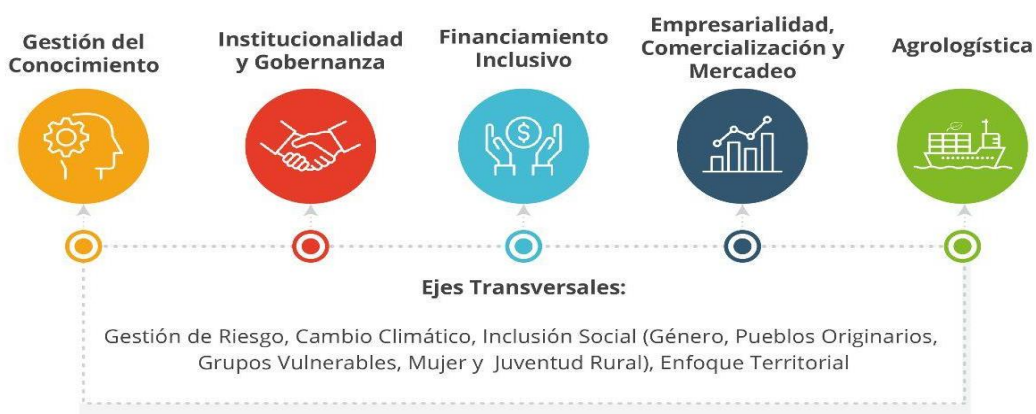 Gestión del
Conocimiento
Institucionalidad
y Gobernanza
Financiamiento
Inclusivo
Empresarialidad,
Comercialización y
Mercadeo
Agrologística
$
Ejes Transversales:
Gestión de Riesgo, Cambio Climático, Inclusión Social (Género, Pueblos Originarios,
Grupos Vulnerables, Mujer y Juventud Rural), Enfoque Territorial